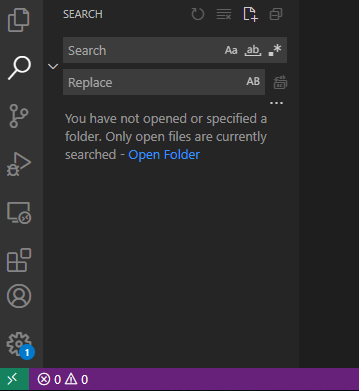 SEARCH
Search Aa ab
Replace AB
...
You have not opened or specified a
folder. Only open files are currently
searched - Open Folder
1
0 0